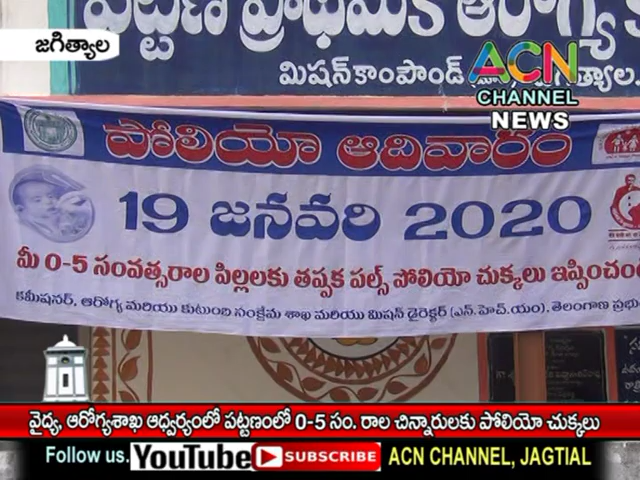 జగిత్యాల
పట్టణ ప్రాథమిక ఆరోగ్య
మిషన్ కాంపౌండ్
ACN
CHANNEL
NEWS
పోలియో ఆదివారం
19 జనవరి 2020
మీ 0-5 సంవత్సరాల పిల్లలకు తప్పక పల్స్ పోలియో చుక్కలు ఇప్పించండి
కమీషనర్, ఆరోగ్య మరియు కుటుంబ సంక్షేమ శాఖ మరియు మిషన్ డైరెక్టర్ (ఎన్.హెచ్.యం), తెలంగాణ ప్రభు
వైద్య, ఆరోగ్యశాఖ ఆధ్వర్యంలో పట్టణంలో 0-5 సం. రాల చిన్నారులకు పోలియో చుక్కలు
Follow us. YouTube SUBSCRIBE ACN CHANNEL, JAGTIAL